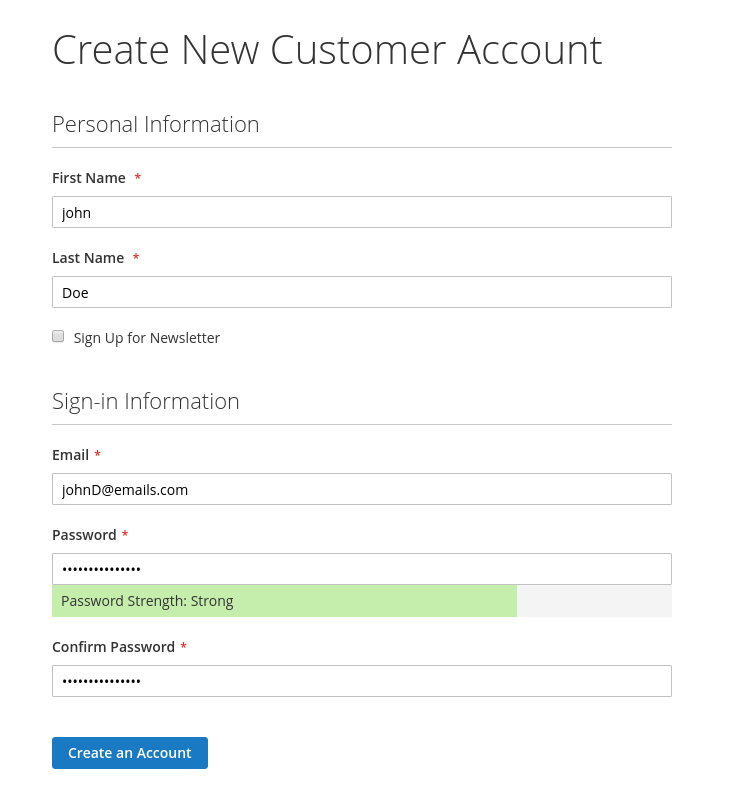 Create New Customer Account
Personal Information
First Name *
john
Last Name *
Doe
Sign Up for Newsletter
Sign-in Information
Email *
johnD@emails.com
Password *
•••••••••••••••
Password Strength: Strong
Confirm Password *
•••••••••••••••
Create an Account